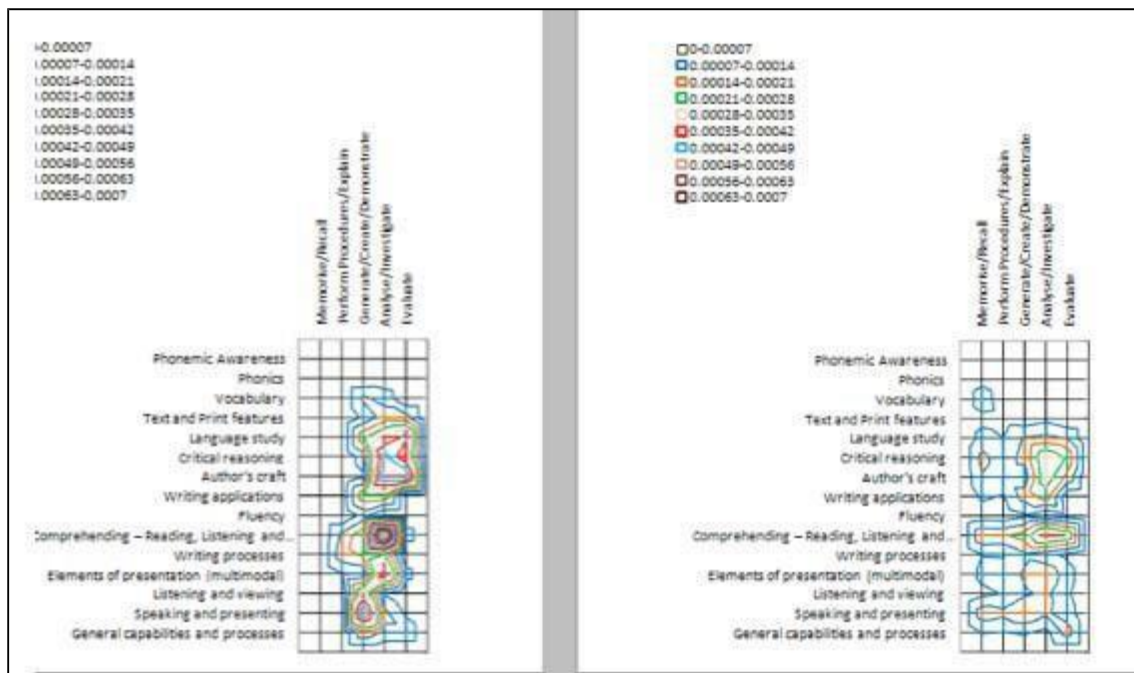 0.00007
.00007-0.00014
.00014-0.00021
.00021-0.00028
.00028-0.00035
.00035-0.00042
.00042-0.00049
.00049-0.00056
.00056-0.00063
.00063-0.0007
Memorise/Recall
Perform Procedures/Explain
Generate/Create/Demonstrate
Analyse/Investigate
Evaluate
Phonemic Awareness
Phonics
Vocabulary
Text and Print features
Language study
Critical reasoning
Author's craft
Writing applications
Fluency
Comprehending – Reading, Listening and...
Writing processes
Elements of presentation (multimodal)
Listening and viewing
Speaking and presenting
General capabilities and processes
0-0.00007
0.00007-0.00014
0.00014-0.00021
0.00021-0.00028
0.00028-0.00035
0.00035-0.00042
0.00042-0.00049
0.00049-0.00056
0.00056-0.00063
0.00063-0.0007
Memorise/Recall
Perform Procedures/Explain
Generate/Create/Demonstrate
Analyse/Investigate
Evaluate
Phonemic Awareness
Phonics
Vocabulary
Text and Print features
Language study
Critical reasoning
Author's craft
Writing applications
Fluency
Comprehending – Reading, Listening and...
Writing processes
Elements of presentation (multimodal)
Listening and viewing
Speaking and presenting
General capabilities and processes